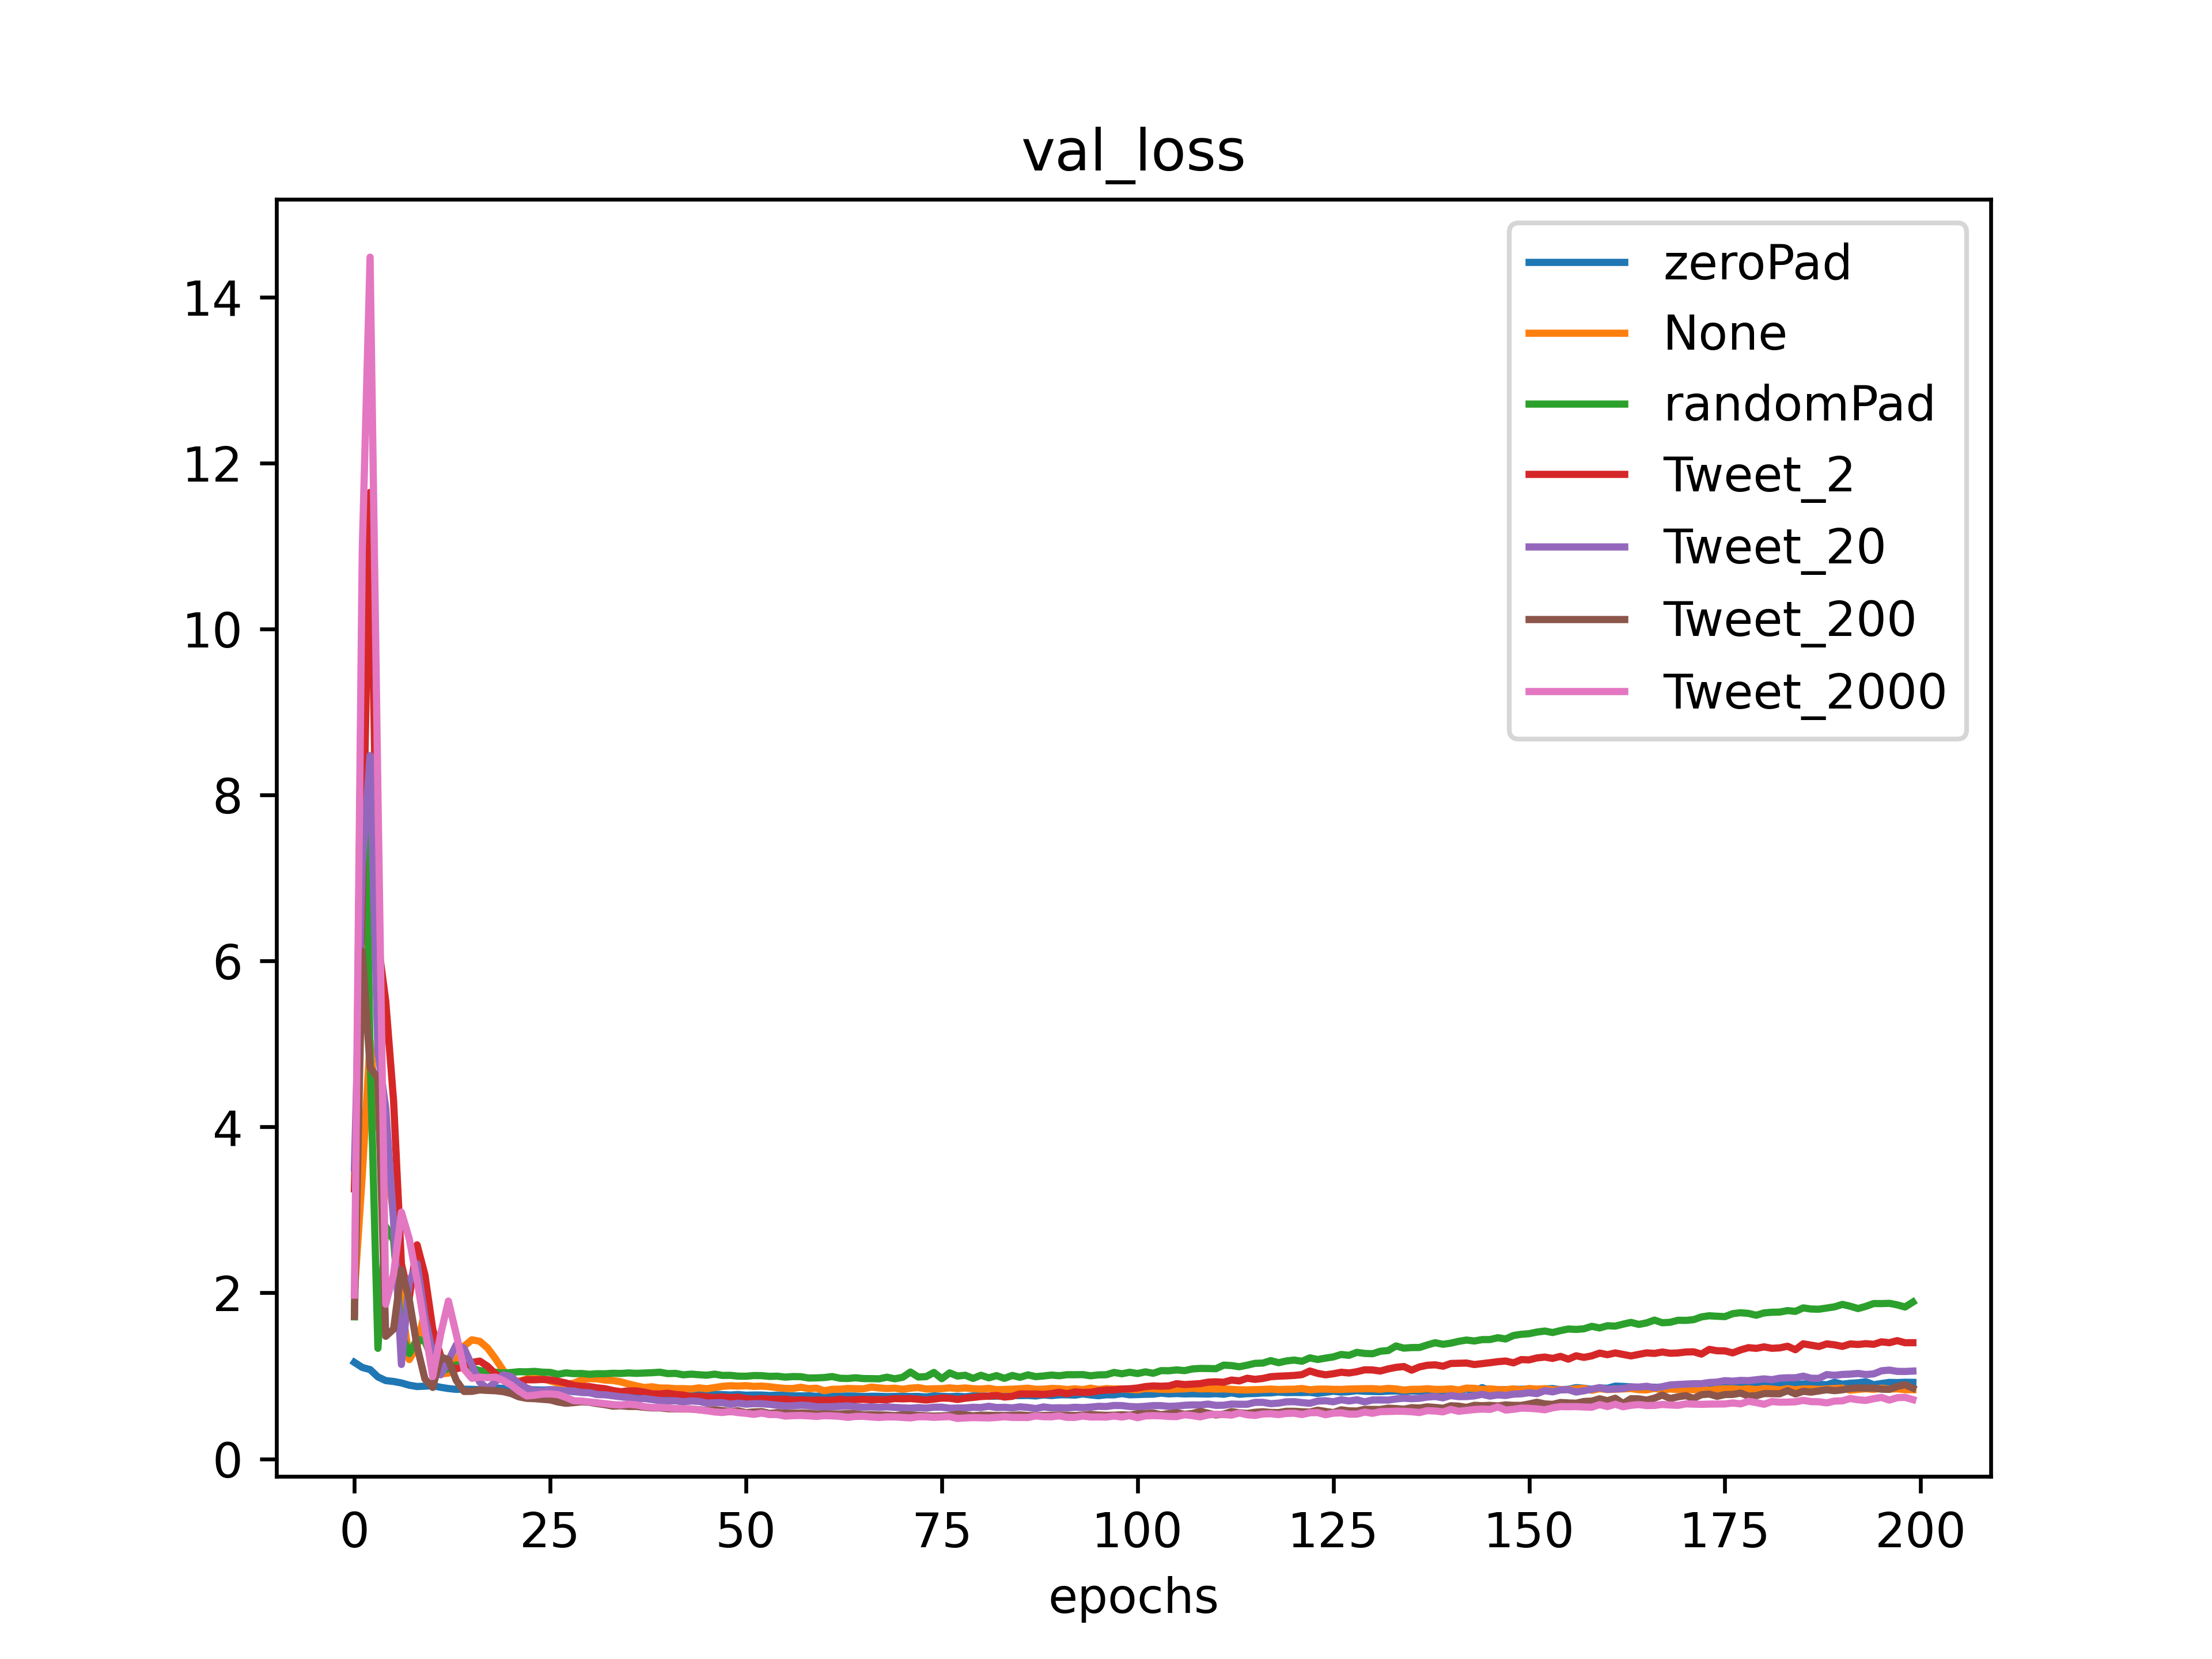 val_loss
14
12
10
8
6
4
2
0
zeroPad
None
randomPad
Tweet_2
Tweet_20
Tweet_200
Tweet_2000
0 25 50 75 100 125 150 175 200
epochs